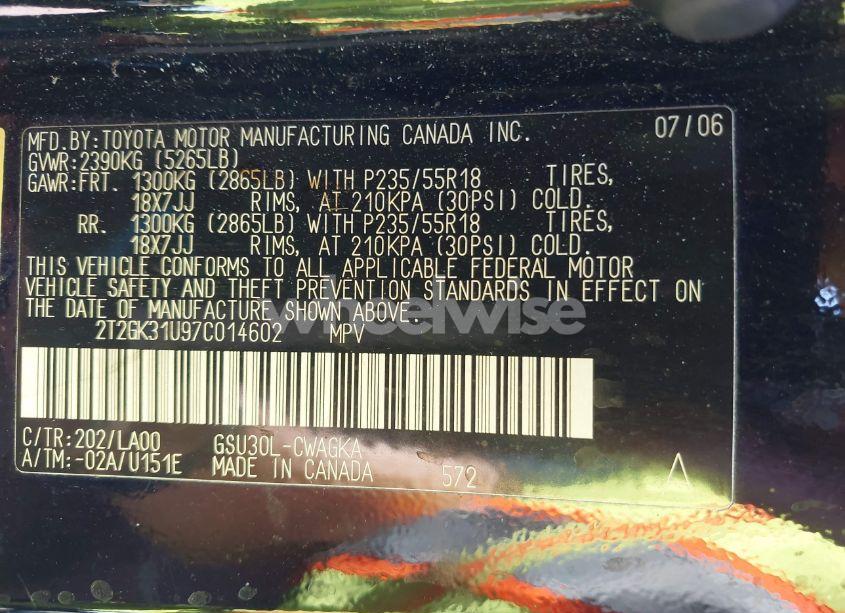 MFD.BY:TOYOTA MOTOR MANUFACTURING CANADA INC. 07/06
GVWR:2390KG (5265LB)
GAWR:FRT. 1300KG (2865LB) WITH P235/55R18 TIRES,
18X7JJ RIMS, AT 210KPA (30PSI) COLD.
RR. 1300KG (2865LB) WITH P235/55R18 TIRES,
18X7JJ RIMS, AT 210KPA (30PSI) COLD.
THIS VEHICLE CONFORMS TO ALL APPLICABLE FEDERAL MOTOR
VEHICLE SAFETY AND THEFT PREVENTION STANDARDS IN EFFECT ON
THE DATE OF MANUFACTURE SHOWN ABOVE.
wheelwise
2T2GK31U97C014602 MPV
C/TR:202/LA00 GSU30L-CWAGKA
A/TM:-02A/U151E MADE IN CANADA 572 A